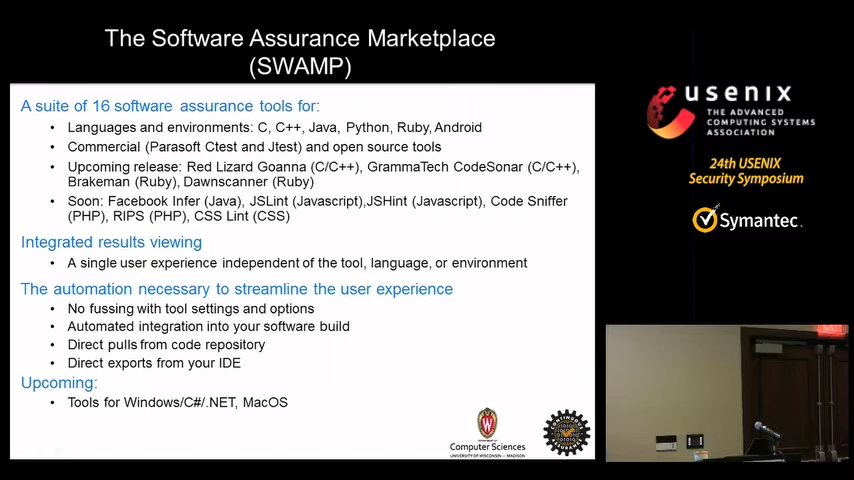 The Software Assurance Marketplace
(SWAMP)
A suite of 16 software assurance tools for:
• Languages and environments: C, C++, Java, Python, Ruby, Android
• Commercial (Parasoft Ctest and Jtest) and open source tools
• Upcoming release: Red Lizard Goanna (C/C++), GrammaTech CodeSonar (C/C++),
Brakeman (Ruby), Dawnscanner (Ruby)
• Soon: Facebook Infer (Java), JSLint (Javascript),JSHint (Javascript), Code Sniffer
(PHP), RIPS (PHP), CSS Lint (CSS)
Integrated results viewing
• A single user experience independent of the tool, language, or environment
The automation necessary to streamline the user experience
• No fussing with tool settings and options
• Automated integration into your software build
• Direct pulls from code repository
• Direct exports from your IDE
Upcoming:
• Tools for Windows/C#/.NET, MacOS
Computer Sciences
UNIVERSITY OF WISCONSIN – MADISON
CONTINUOUS
usenix
THE ADVANCED
COMPUTING SYSTEMS
ASSOCIATION
24th USENIX
Security Symposium
Symantec.